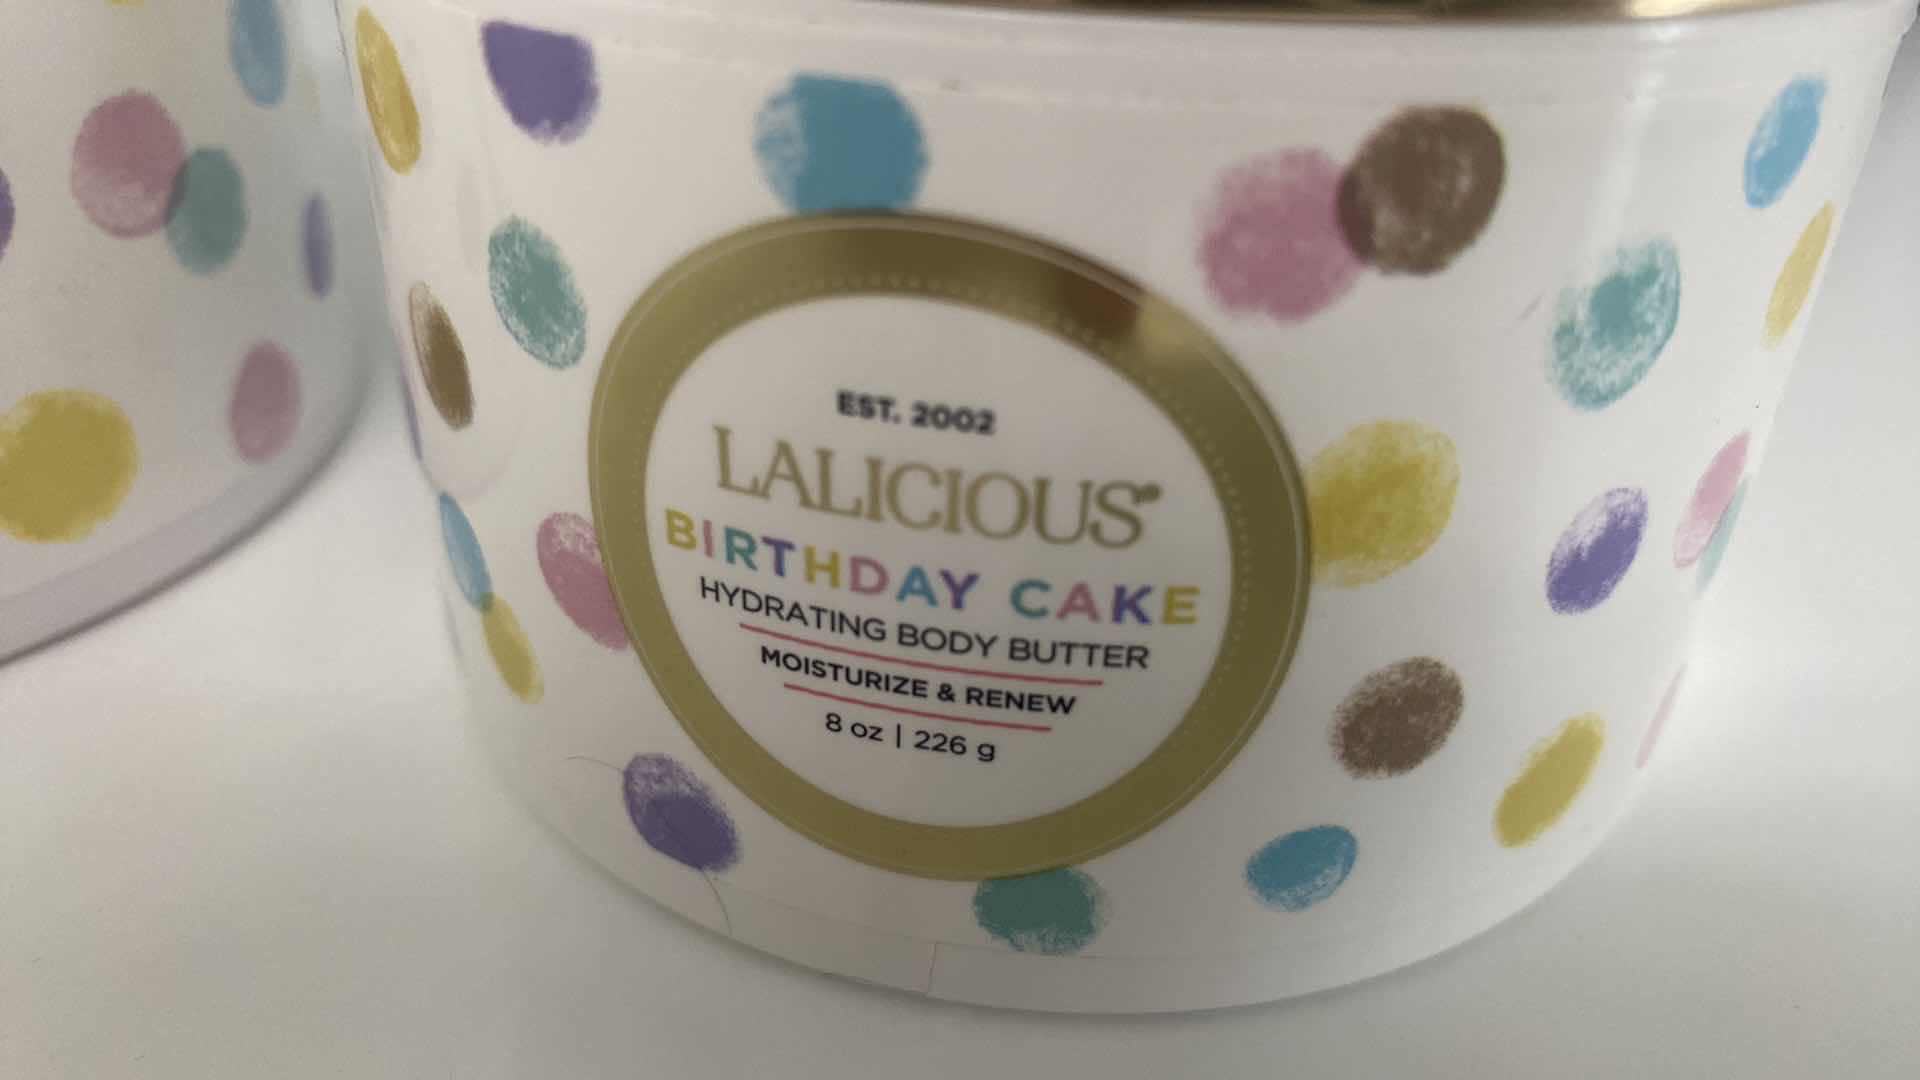 EST. 2002
LALICIOUS®
BIRTHDAY CAKE
HYDRATING BODY BUTTER
MOISTURIZE & RENEW
8 oz | 226 g